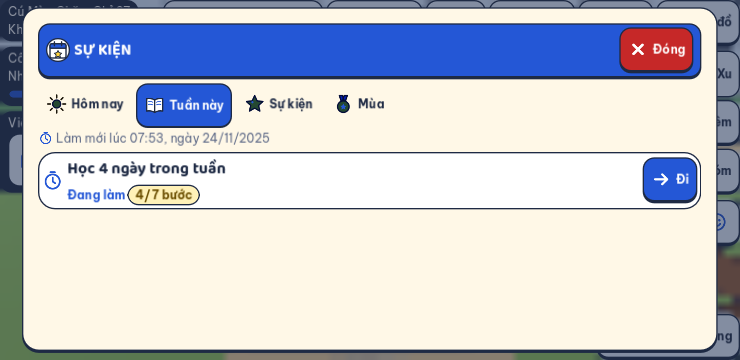 SỰ KIỆN
Đóng
Hôm nay
Tuần này
Sự kiện
Mùa
Làm mới lúc 07:53, ngày 24/11/2025
Học 4 ngày trong tuần
Đang làm 4/7 bước
Đi